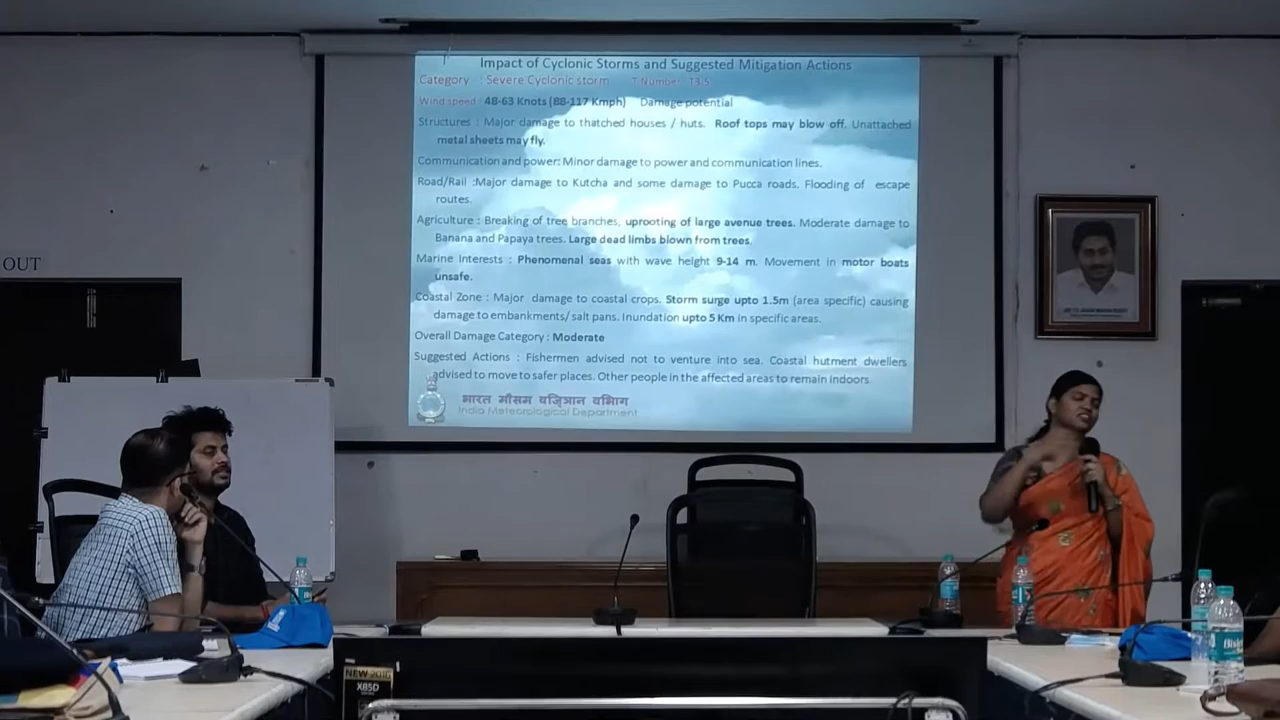 Impact of Cyclonic Storms and Suggested Mitigation Actions
Category : Severe Cyclonic storm T Number T3.5
Wind speed : 48-63 Knots (88-117 Kmph) Damage potential
Structures : Major damage to thatched houses / huts. Roof tops may blow off. Unattached
metal sheets may fly.
Communication and power: Minor damage to power and communication lines.
Road/Rail :Major damage to Kutcha and some damage to Pucca roads. Flooding of escape
routes.
Agriculture : Breaking of tree branches, uprooting of large avenue trees. Moderate damage to
Banana and Papaya trees. Large dead limbs blown from trees.
Marine Interests : Phenomenal seas with wave height 9-14 m. Movement in motor boats
unsafe.
Coastal Zone : Major damage to coastal crops. Storm surge upto 1.5m (area specific) causing
damage to embankments/ salt pans. Inundation upto 5 Km in specific areas.
Overall Damage Category : Moderate
Suggested Actions : Fishermen advised not to venture into sea. Coastal hutment dwellers
advised to move to safer places. Other people in the affected areas to remain indoors
भारत मौसम
India Meteorological Department
OUT
NEW 2016
X85D